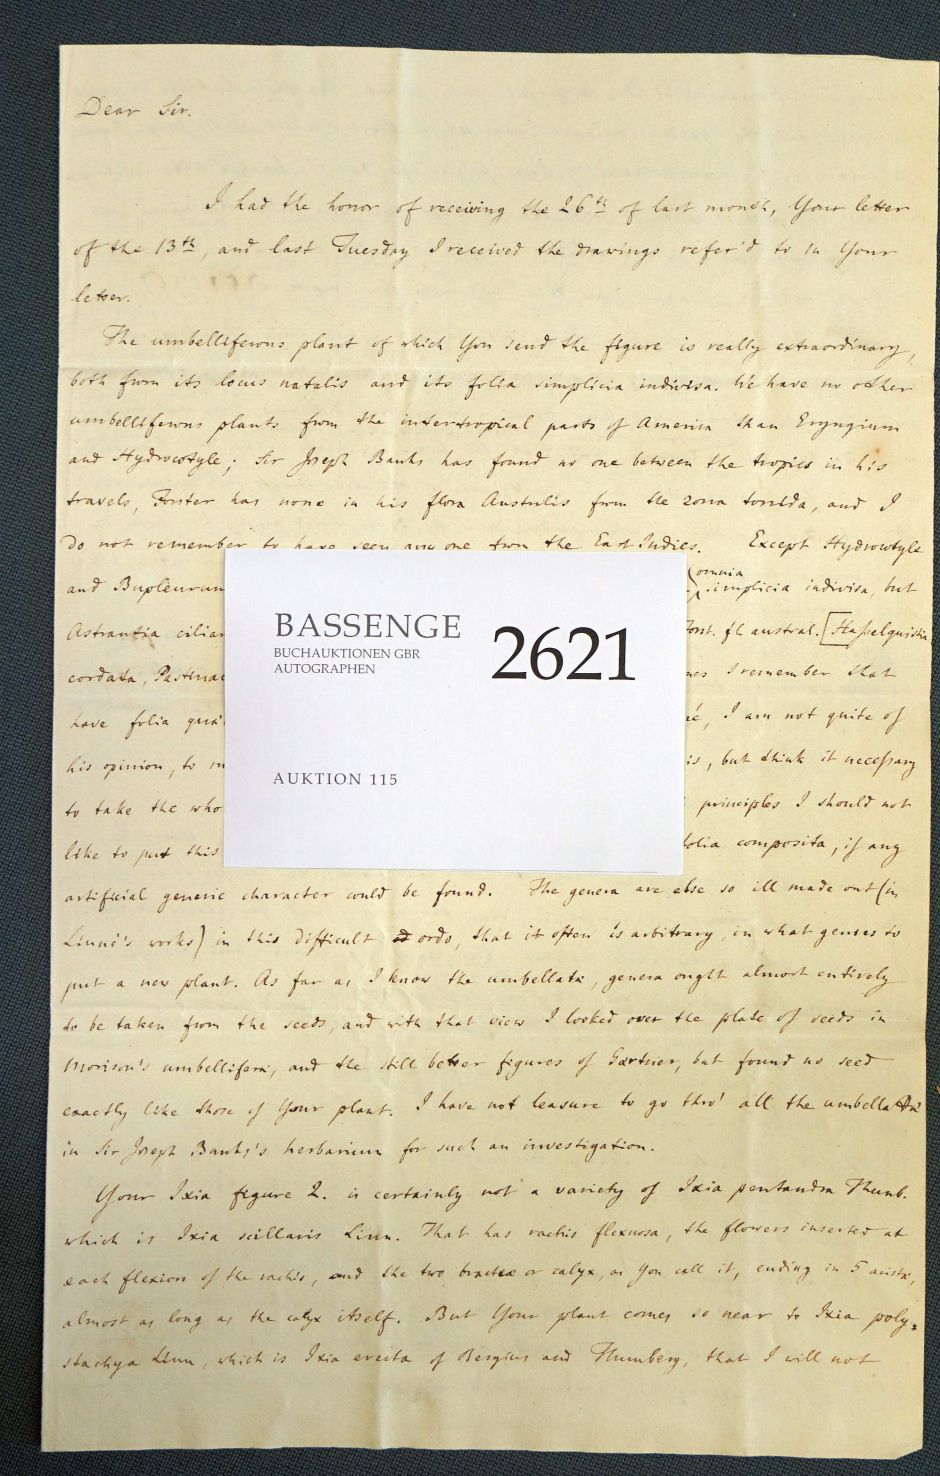 Dear Sir.
I had the honor of receiving the 26th of last month, Your letter
of the 13th, and last Tuesday I received the drawings refer'd to in Your
letter.
The umbelliferous plant of which You send the figure is really extraordinary,
both from its locus natalis and its folia simplicia indivisa. We have no other
umbelliferous plants from the intertropical parts of America than Eryngium
and Hydrocotyle; Sir Joseph Banks has found no one between the tropics in his
travels, Forster has none in his flora Australis from the zona torrida, and I
do not remember to have seen any one from the East Indies. Except Hydrocotyle
and Bupleurum omnia simplicia indivisa, but
Astrantia ciliar Forst. fl. austral. [Hasselquistia
cordata, Pastinac I remember that
have folia , I am not quite of
his opinion, to is, but think it necessary
to take the who principles I should not
like to put this folia composita, if any
artificial generic character could be found. The genera are else so ill made out (in
Linné's works) in this difficult ordo, that it often is arbitrary, in what genus to
put a new plant. As far as I know the umbellatæ, genera ought almost entirely
to be taken from the seeds, and with that view I looked over the plate of seeds in
Morison's umbelliferæ, and the still better figures of Gærtner, but found no seed
exactly like those of Your plant. I have not leasure to go thro' all the umbellatæ
in Sir Joseph Banks's herbarium for such an investigation.
Your Ixia figure 2. is certainly not a variety of Ixia pentandra Thunb.
which is Ixia scillaris Linn. That has rachis flexuosa, the flowers inserted at
each flexion of the rachis, and the two bracteæ or calyx, as You call it, ending in 5 aristæ,
almost as long as the calyx itself. But Your plant comes so near to Ixia poly=
stachya Linn, which is Ixia erecta of Bergius and Thunberg, that I will not
BASSENGE
BUCHAUKTIONEN GBR
AUTOGRAPHEN
2621
AUKTION 115